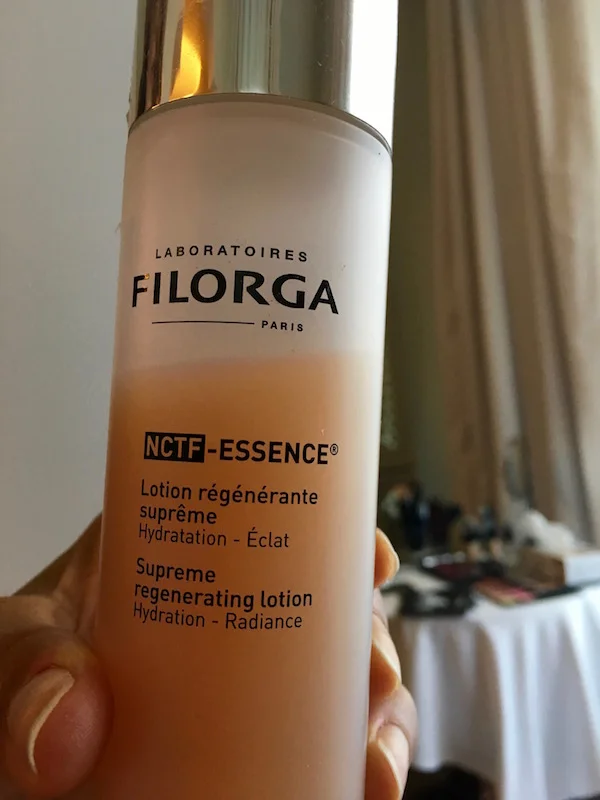 LABORATOIRES
FILORGA
PARIS
NCTF-ESSENCE®
Lotion régénérante
suprême
Hydratation - Éclat
Supreme
regenerating lotion
Hydration - Radiance